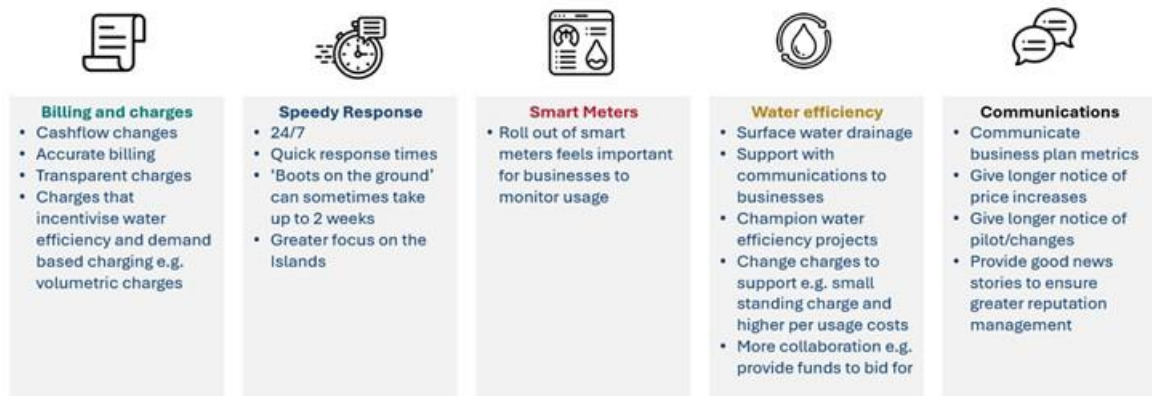 Billing and charges
• Cashflow changes
• Accurate billing
• Transparent charges
• Charges that
incentivise water
efficiency and demand
based charging e.g.
volumetric charges
Speedy Response
• 24/7
• Quick response times
• 'Boots on the ground'
can sometimes take
up to 2 weeks
• Greater focus on the
Islands
Smart Meters
• Roll out of smart
meters feels important
for businesses to
monitor usage
Water efficiency
• Surface water drainage
• Support with
communications to
businesses
• Champion water
efficiency projects
• Change charges to
support e.g. small
standing charge and
higher per usage costs
• More collaboration e.g.
provide funds to bid for
Communications
• Communicate
business plan metrics
• Give longer notice of
price increases
• Give longer notice of
pilot/changes
• Provide good news
stories to ensure
greater reputation
management